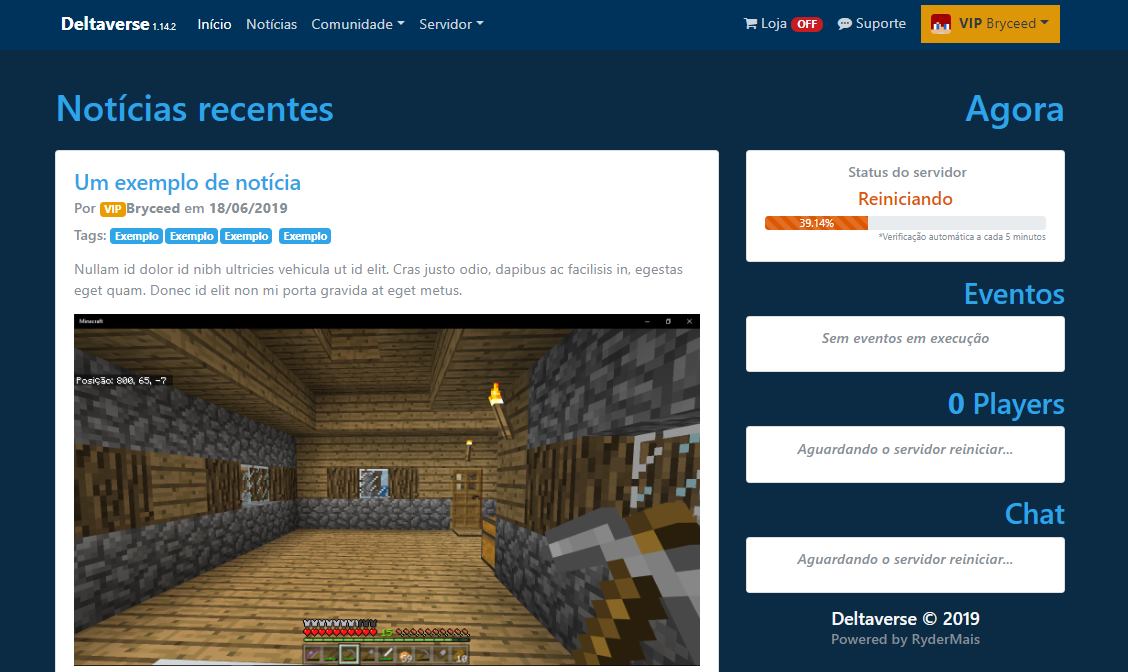 Deltaverse 1.14.2 Início Notícias Comunidade Servidor Loja OFF Suporte VIP Bryceed
Notícias recentes
Um exemplo de notícia
Por VIP Bryceed em 18/06/2019
Tags: Exemplo Exemplo Exemplo Exemplo
Nullam id dolor id nibh ultricies vehicula ut id elit. Cras justo odio, dapibus ac facilisis in, egestas
eget quam. Donec id elit non mi porta gravida at eget metus.
Minecraft
Posição: 800, 65, -7
15
59
10
Agora
Status do servidor
Reiniciando
39.14%
*Verificação automática a cada 5 minutos
Eventos
Sem eventos em execução
0 Players
Aguardando o servidor reiniciar...
Chat
Aguardando o servidor reiniciar...
Deltaverse © 2019
Powered by RyderMais